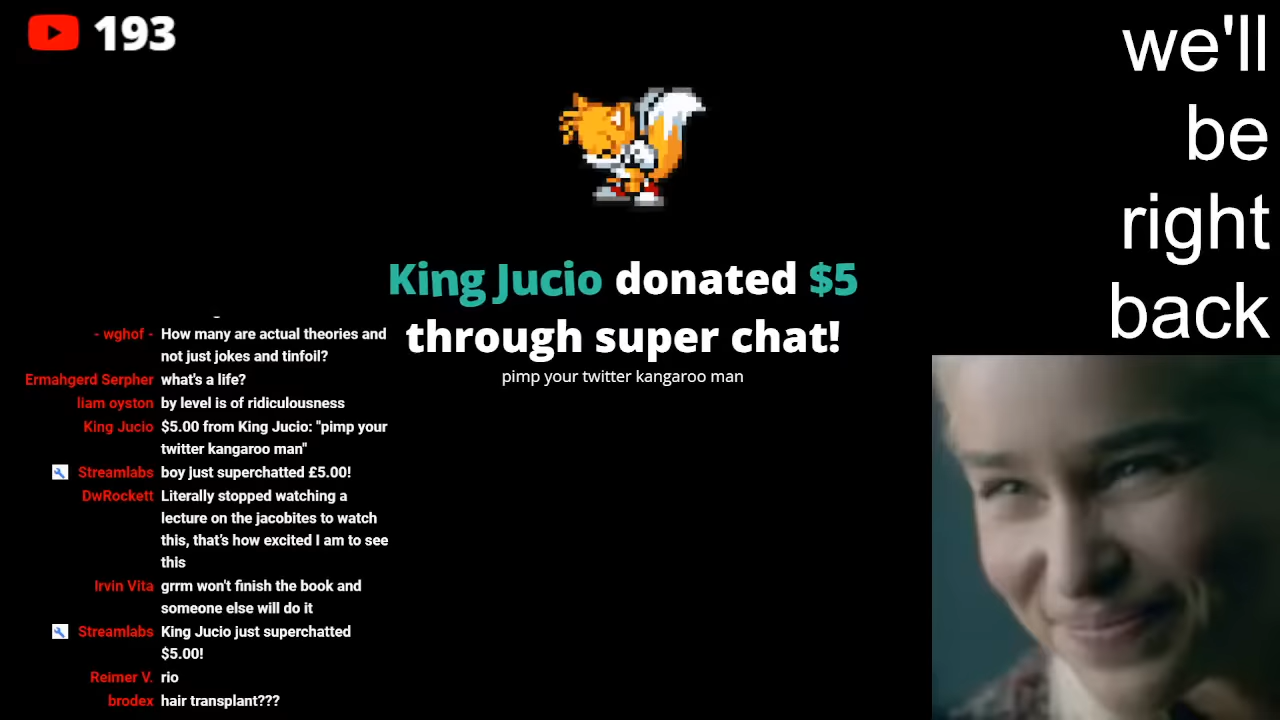 193
we'll
be
right
back
King Jucio donated $5
through super chat!
pimp your twitter kangaroo man
- wghof - How many are actual theories and
not just jokes and tinfoil?
Ermahgerd Serpher what's a life?
liam oyston by level is of ridiculousness
King Jucio $5.00 from King Jucio: "pimp your
twitter kangaroo man"
Streamlabs boy just superchatted £5.00!
DwRockett Literally stopped watching a
lecture on the jacobites to watch
this, that's how excited I am to see
this
Irvin Vita grrm won't finish the book and
someone else will do it
Streamlabs King Jucio just superchatted
$5.00!
Reimer V. rio
brodex hair transplant???